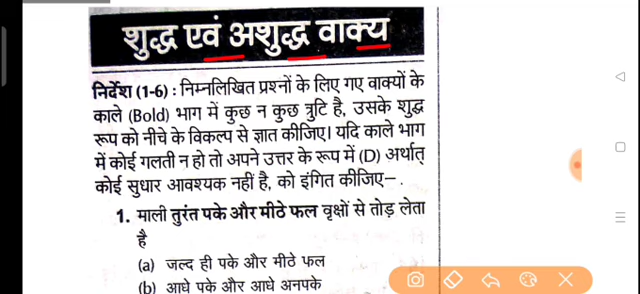 शुद्ध एवं अशुद्ध वाक्य
निर्देश (1-6) : निम्नलिखित प्रश्नों के लिए गए वाक्यों के
काले (Bold) भाग में कुछ न कुछ त्रुटि है, उसके शुद्ध
रूप को नीचे के विकल्प से ज्ञात कीजिए। यदि काले भाग
में कोई गलती न हो तो अपने उत्तर के रूप में (D) अर्थात्
कोई सुधार आवश्यक नहीं है, को इंगित कीजिए–.
1. माली तुरंत पके और मीठे फल वृक्षों से तोड़ लेता
है
(a) जल्द ही पके और मीठे फल
(b) आधे पके और आधे अनपके